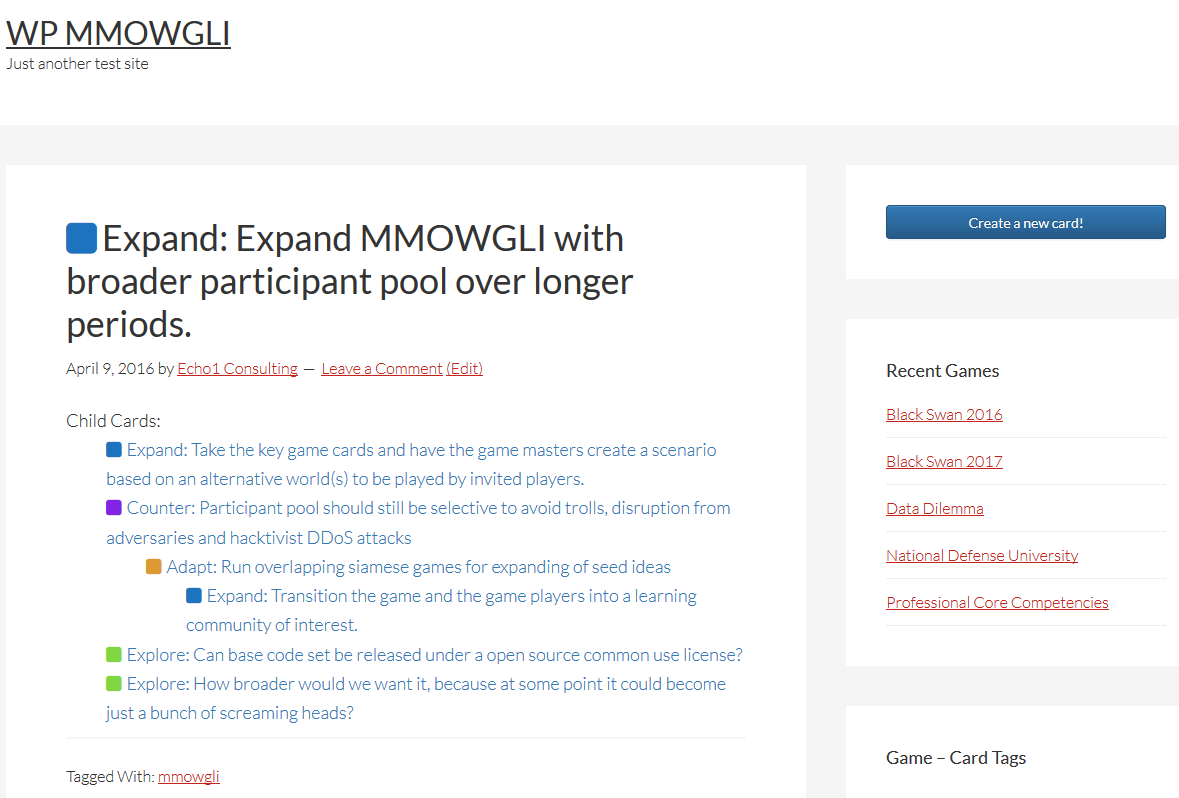 WP MMOWGLI
Just another test site
Expand: Expand MMOWGLI with
broader participant pool over longer
periods.
April 9, 2016 by Echo1 Consulting — Leave a Comment (Edit)
Child Cards:
Expand: Take the key game cards and have the game masters create a scenario
based on an alternative world(s) to be played by invited players.
Counter: Participant pool should still be selective to avoid trolls, disruption from
adversaries and hacktivist DDoS attacks
Adapt: Run overlapping siamese games for expanding of seed ideas
Expand: Transition the game and the game players into a learning
community of interest.
Explore: Can base code set be released under a open source common use license?
Explore: How broader would we want it, because at some point it could become
just a bunch of screaming heads?
Tagged With: mmowgli
Create a new card!
Recent Games
Black Swan 2016
Black Swan 2017
Data Dilemma
National Defense University
Professional Core Competencies
Game – Card Tags